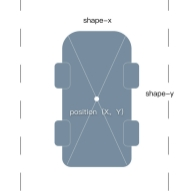 shape-x
shape-y
position (X, Y)